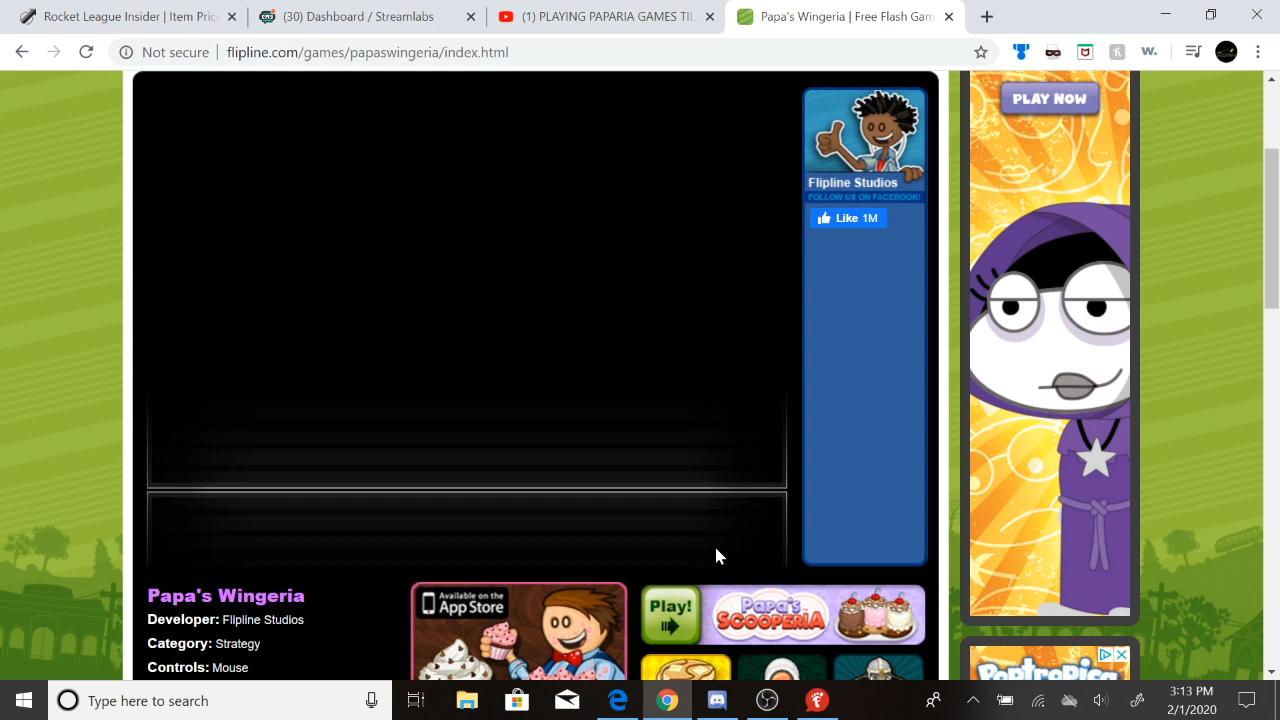 Rocket League Insider | Item Pric
(30) Dashboard / Streamlabs
(1) PLAYING PAPARIA GAMES TIL
Papa's Wingeria | Free Flash Gam
Not secure
flipline.com/games/papaswingeria/index.html
PLAY NOW
Flipline Studios
FOLLOW US ON FACEBOOK!
Like 1M
Papa's Wingeria
Developer: Flipline Studios
Category: Strategy
Controls: Mouse
Available on the
App Store
Play!
Papa's
SCOOPERIA
Poptropica
Type here to search
3:13 PM
2/1/2020